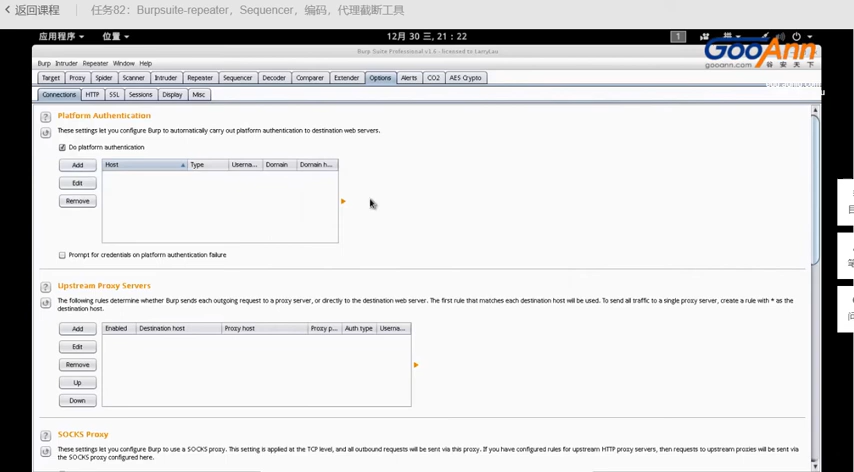 返回课程 任务82：Burpsuite-repeater，Sequencer，编码，代理截断工具
应用程序 位置 12月 30 三, 21：22 1
Burp Suite Professional v1.6 - licensed to LarryLau
GooAnn
gooann.com 谷 安 天 下
Burp Intruder Repeater Window Help
Target Proxy Spider Scanner Intruder Repeater Sequencer Decoder Comparer Extender Options Alerts CO2 AES Crypto
Connections HTTP SSL Sessions Display Misc
? Platform Authentication
These settings let you configure Burp to automatically carry out platform authentication to destination web servers.
Do platform authentication
Add Host Type Userna... Domain Domain h...
Edit
Remove
Prompt for credentials on platform authentication failure
? Upstream Proxy Servers
The following rules determine whether Burp sends each outgoing request to a proxy server, or directly to the destination web server. The first rule that matches each destination host will be used. To send all traffic to a single proxy server, create a rule with * as the
destination host.
Add Enabled Destination host Proxy host Proxy p... Auth type Userna...
Edit
Remove
Up
Down
? SOCKS Proxy
These settings let you configure Burp to use a SOCKS proxy. This setting is applied at the TCP level, and all outbound requests will be sent via this proxy. If you have configured rules for upstream HTTP proxy servers, then requests to upstream proxies will be sent via
the SOCKS proxy configured here.